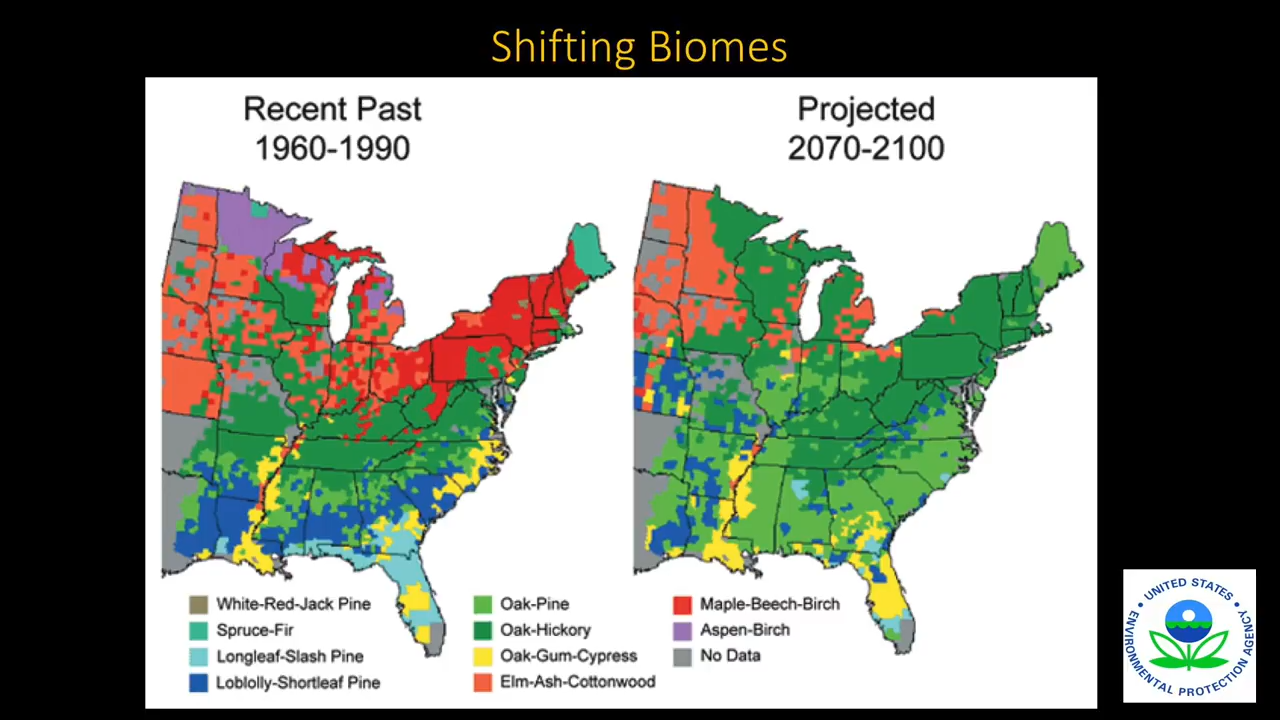 Shifting Biomes
Recent Past
1960-1990
Projected
2070-2100
White-Red-Jack Pine
Spruce-Fir
Longleaf-Slash Pine
Loblolly-Shortleaf Pine
Oak-Pine
Oak-Hickory
Oak-Gum-Cypress
Elm-Ash-Cottonwood
Maple-Beech-Birch
Aspen-Birch
No Data
UNITED STATES
ENVIRONMENTAL PROTECTION AGENCY